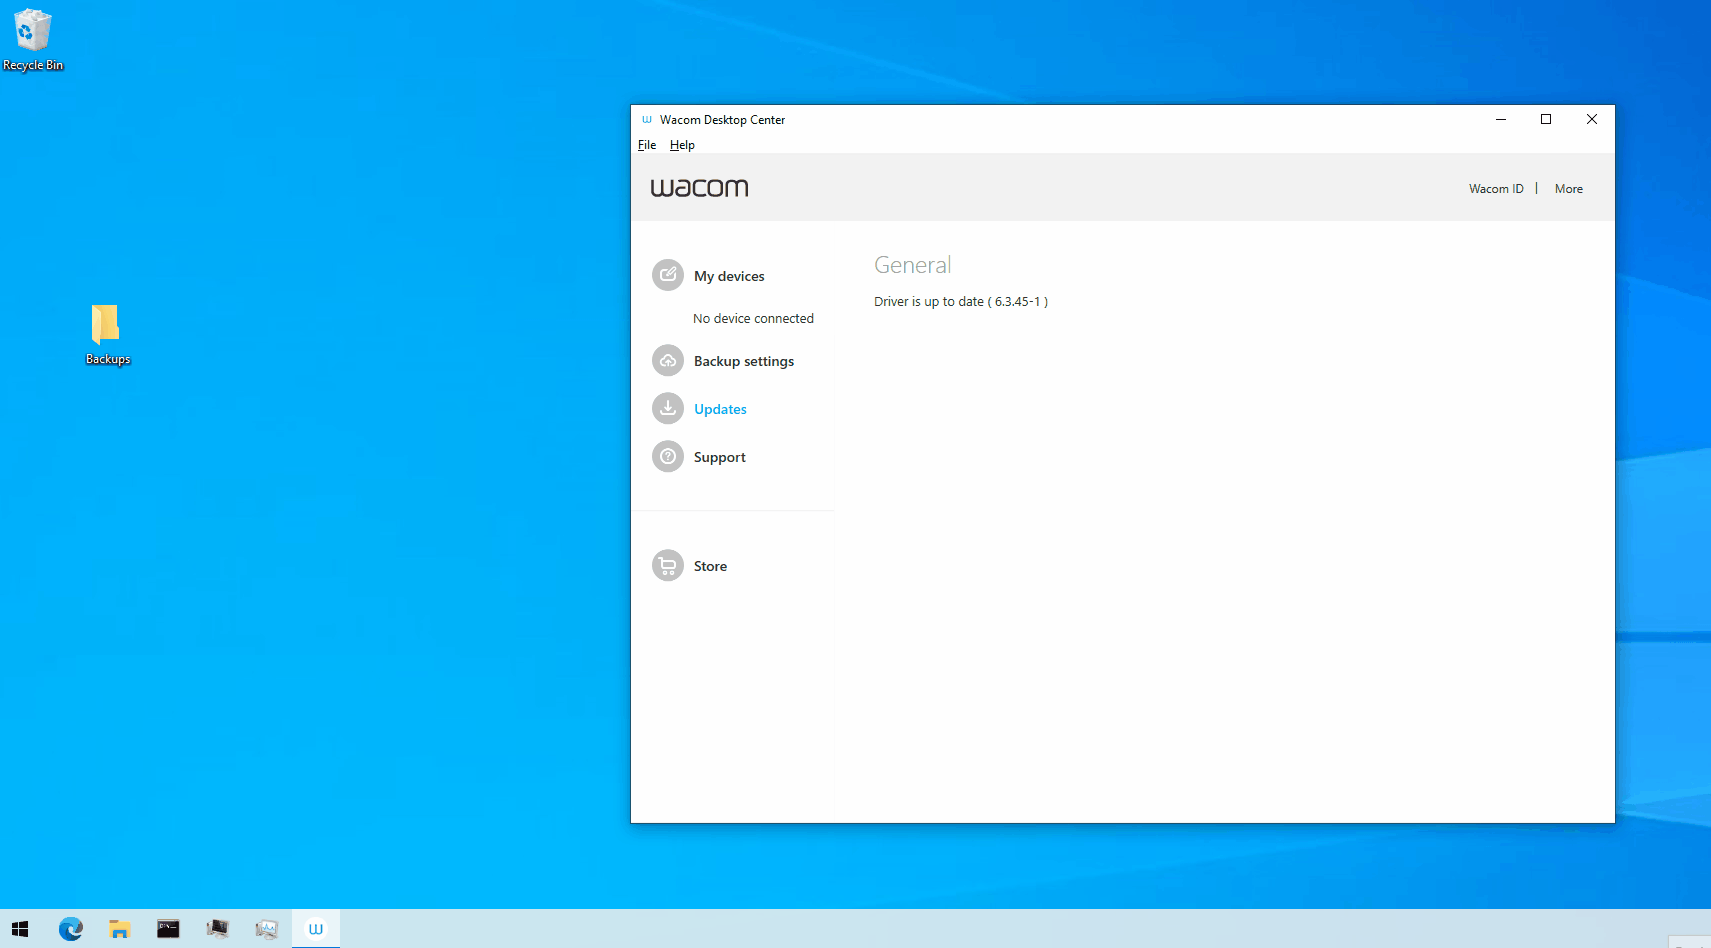 Recycle Bin
Backups
Wacom Desktop Center
File Help
wacom
Wacom ID | More
My devices
No device connected
Backup settings
Updates
Support
Store
General
Driver is up to date ( 6.3.45-1 )